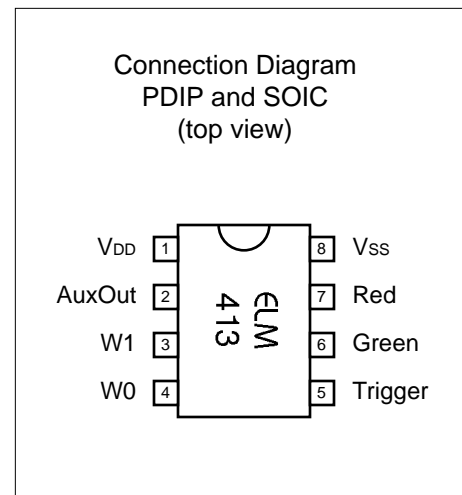 Connection Diagram
PDIP and SOIC
(top view)
VDD 1 8 VSS
AuxOut 2 7 Red
W1 3 6 Green
W0 4 5 Trigger
ELM
413